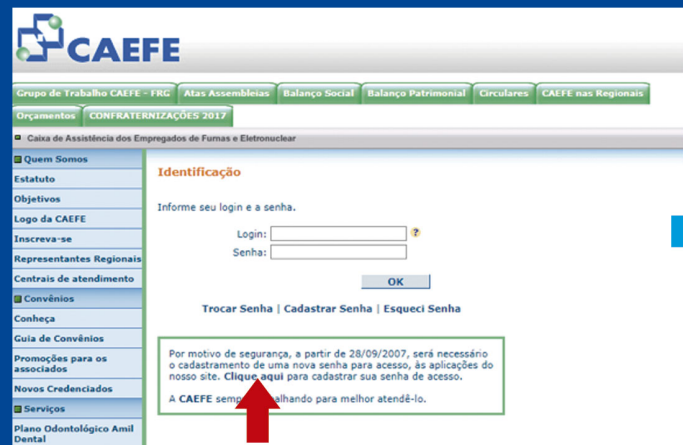 CAEFE
Grupo de Trabalho CAEFE - FRG Atas Assembleias Balanço Social Balanço Patrimonial Circulares CAEFE nas Regionais
Orçamentos CONFRATERNIZAÇÕES 2017
Caixa de Assistência dos Empregados de Furnas e Eletronuclear
Quem Somos
Estatuto
Objetivos
Logo da CAEFE
Inscreva-se
Representantes Regionais
Centrais de atendimento
Convênios
Conheça
Guia de Convênios
Promoções para os
associados
Novos Credenciados
Serviços
Plano Odontológico Amil
Dental
Identificação
Informe seu login e a senha.
Login: ?
Senha:
OK
Trocar Senha | Cadastrar Senha | Esqueci Senha
Por motivo de segurança, a partir de 28/09/2007, será necessário
o cadastramento de uma nova senha para acesso, às aplicações do
nosso site. Clique aqui para cadastrar sua senha de acesso.
A CAEFE para melhor atendê-lo.